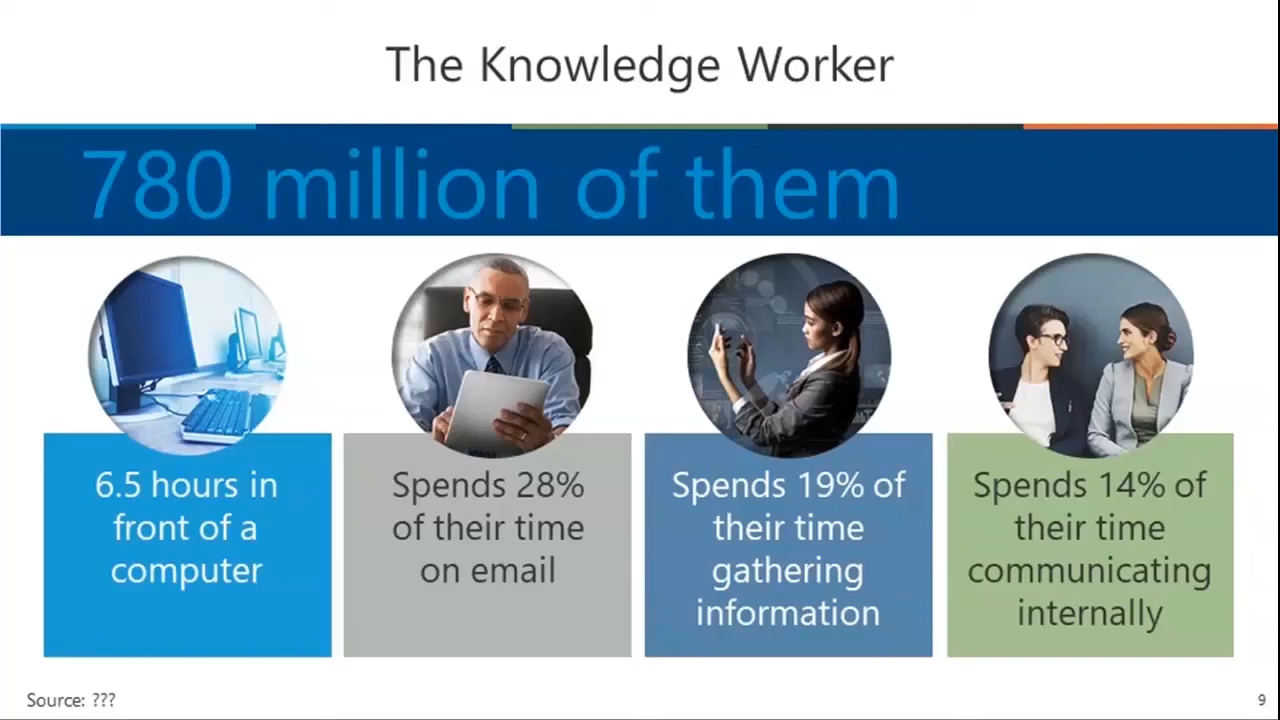 The Knowledge Worker
780 million of them
6.5 hours in
front of a
computer
Spends 28%
of their time
on email
Spends 19% of
their time
gathering
information
Spends 14% of
their time
communicating
internally
Source: ???
9